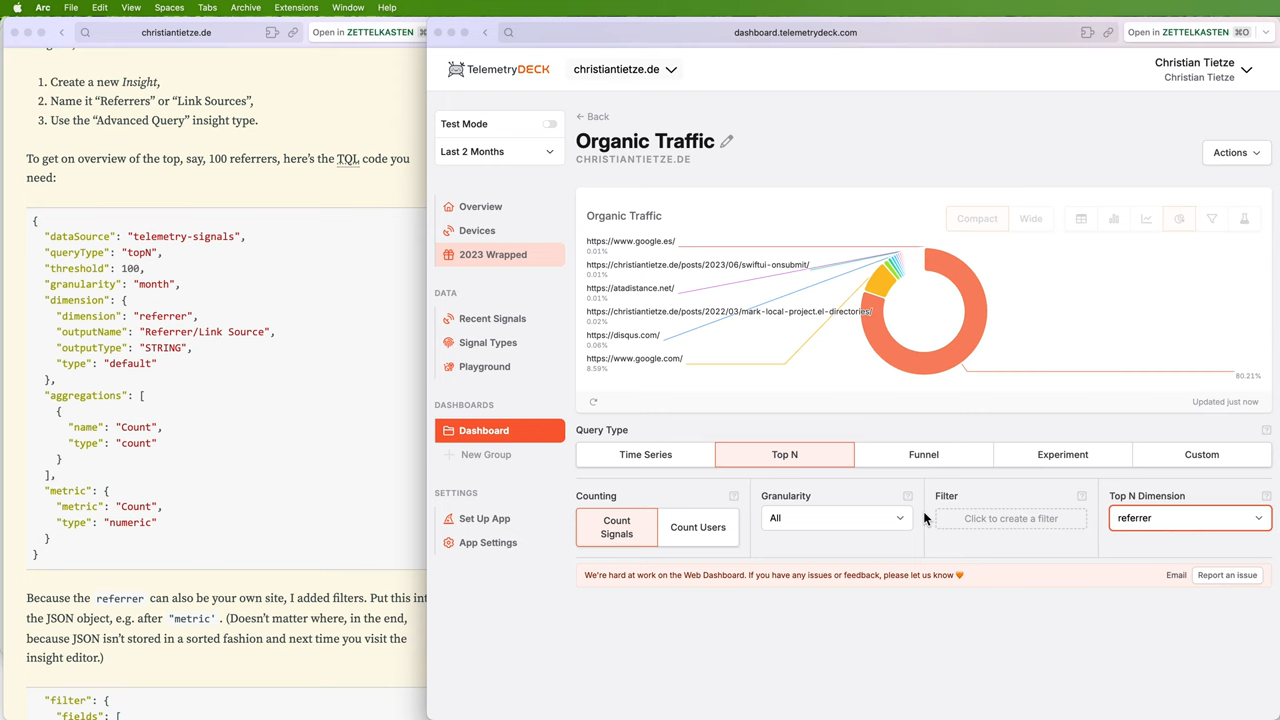 Arc File Edit View Spaces Tabs Archive Extensions Window Help
christiantietze.de
Open in ZETTELKASTEN
1. Create a new Insight,
2. Name it “Referrers” or “Link Sources”,
3. Use the “Advanced Query” insight type.
To get on overview of the top, say, 100 referrers, here’s the TQL code you
need:
{
"dataSource": "telemetry-signals",
"queryType": "topN",
"threshold": 100,
"granularity": "month",
"dimension": {
"dimension": "referrer",
"outputName": "Referrer/Link Source",
"outputType": "STRING",
"type": "default"
},
"aggregations": [
{
"name": "Count",
"type": "count"
}
],
"metric": {
"metric": "Count",
"type": "numeric"
}
}
Because the referrer can also be your own site, I added filters. Put this int
the JSON object, e.g. after "metric". (Doesn’t matter where, in the end,
because JSON isn’t stored in a sorted fashion and next time you visit the
insight editor.)
"filter": {
"fields": [
dashboard.telemetrydeck.com
Open in ZETTELKASTEN ⌘O
TelemetryDECK
christiantietze.de
Christian Tietze
Christian Tietze
Test Mode
Last 2 Months
Overview
Devices
2023 Wrapped
DATA
Recent Signals
Signal Types
Playground
DASHBOARDS
Dashboard
New Group
SETTINGS
Set Up App
App Settings
← Back
Organic Traffic
CHRISTIANTIETZE.DE
Actions
Organic Traffic
Compact
Wide
https://www.google.es/
0.01%
https://christiantietze.de/posts/2023/06/swiftui-onsubmit/
0.01%
https://atadistance.net/
0.01%
https://christiantietze.de/posts/2022/03/mark-local-project.el-directories/
0.02%
https://disqus.com/
0.06%
https://www.google.com/
8.59%
80.21%
Updated just now
Query Type
Time Series
Top N
Funnel
Experiment
Custom
Counting
Count
Signals
Count Users
Granularity
All
Filter
Click to create a filter
Top N Dimension
referrer
We're hard at work on the Web Dashboard. If you have any issues or feedback, please let us know 🧡
Email
Report an issue